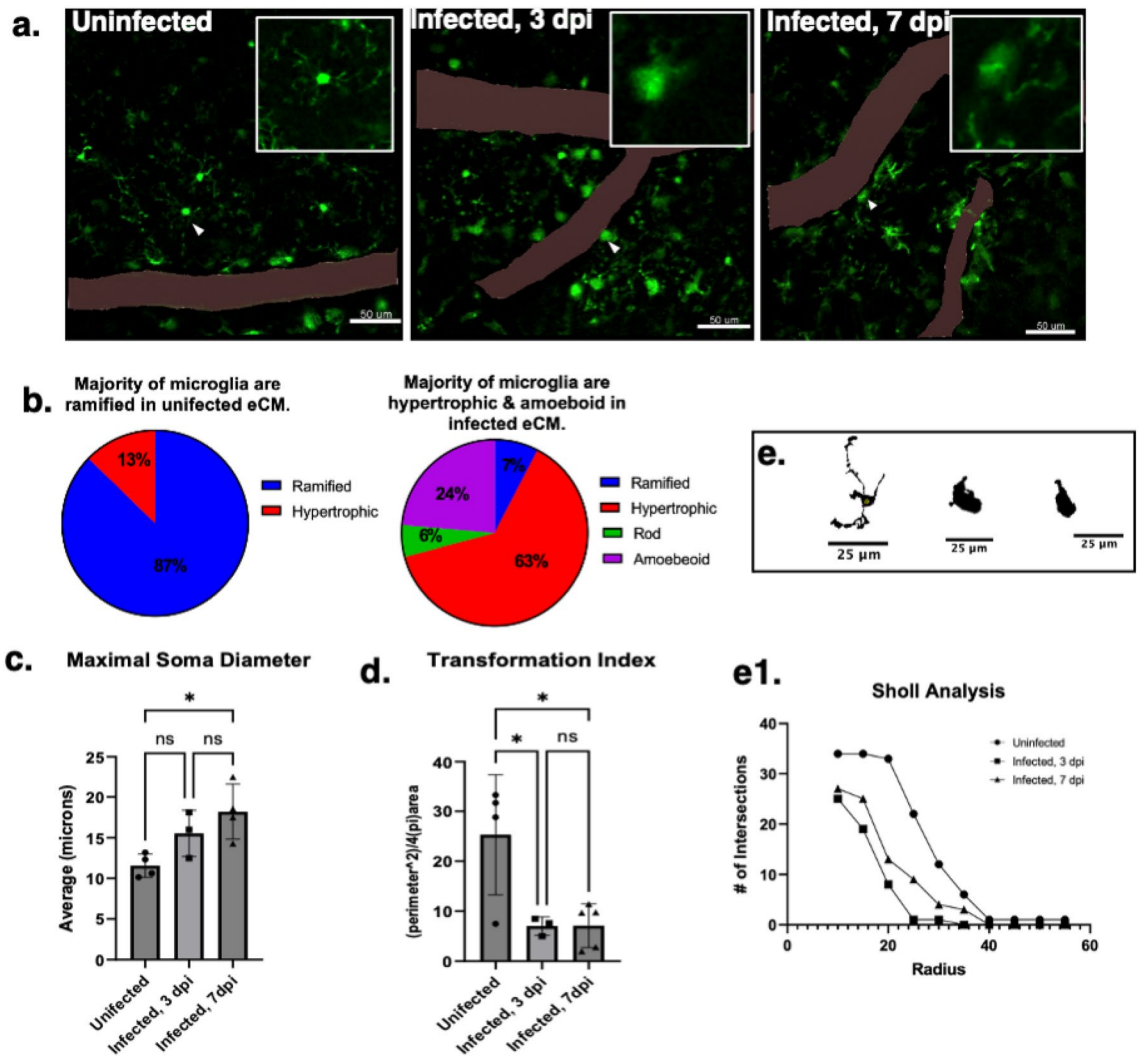 a.
Uninfected
Infected, 3 dpi
Infected, 7 dpi
50 um
50 um
50 um
b.
Majority of microglia are
ramified in unifected eCM.
13%
87%
Ramified
Hypertrophic
Majority of microglia are
hypertrophic & amoeboid in
infected eCM.
7%
24%
6%
63%
Ramified
Hypertrophic
Rod
Amoebeoid
e.
25 µm
25 µm
25 µm
c.
Maximal Soma Diameter
*
ns
ns
25
20
15
10
5
0
Average (microns)
Unifected
Infected, 3 dpi
Infected, 7dpi
d.
Transformation Index
*
*
ns
40
30
20
10
0
(perimeter^2)/4(pi)area
Unifected
Infected, 3 dpi
Infected, 7dpi
e1.
Sholl Analysis
40
30
20
10
0
# of Intersections
Uninfected
Infected, 3 dpi
Infected, 7 dpi
0
20
40
60
Radius